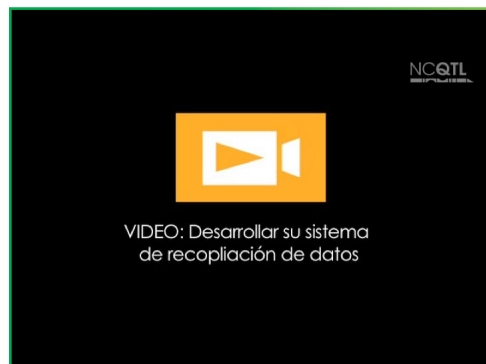 NCQTL
VIDEO: Desarrollar su sistema
de recopliación de datos